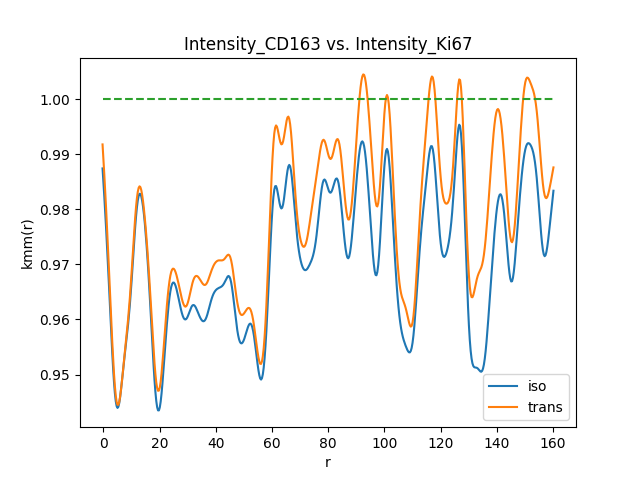 Intensity_CD163 vs. Intensity_Ki67
kmm(r)
1.00
0.99
0.98
0.97
0.96
0.95
0 20 40 60 80 100 120 140 160
r
iso
trans